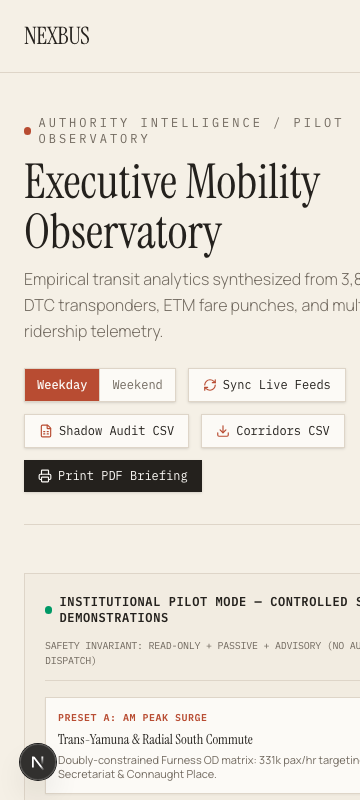 NEXBUS
AUTHORITY INTELLIGENCE / PILOT
OBSERVATORY
Executive Mobility
Observatory
Empirical transit analytics synthesized from 3,8
DTC transponders, ETM fare punches, and mul
ridership telemetry.
Weekday Weekend Sync Live Feeds
Shadow Audit CSV Corridors CSV
Print PDF Briefing
INSTITUTIONAL PILOT MODE — CONTROLLED S
DEMONSTRATIONS
SAFETY INVARIANT: READ-ONLY + PASSIVE + ADVISORY (NO AU
DISPATCH)
PRESET A: AM PEAK SURGE
Trans-Yamuna & Radial South Commute
Doubly-constrained Furness OD matrix: 331k pax/hr targeting
Secretariat & Connaught Place.
N